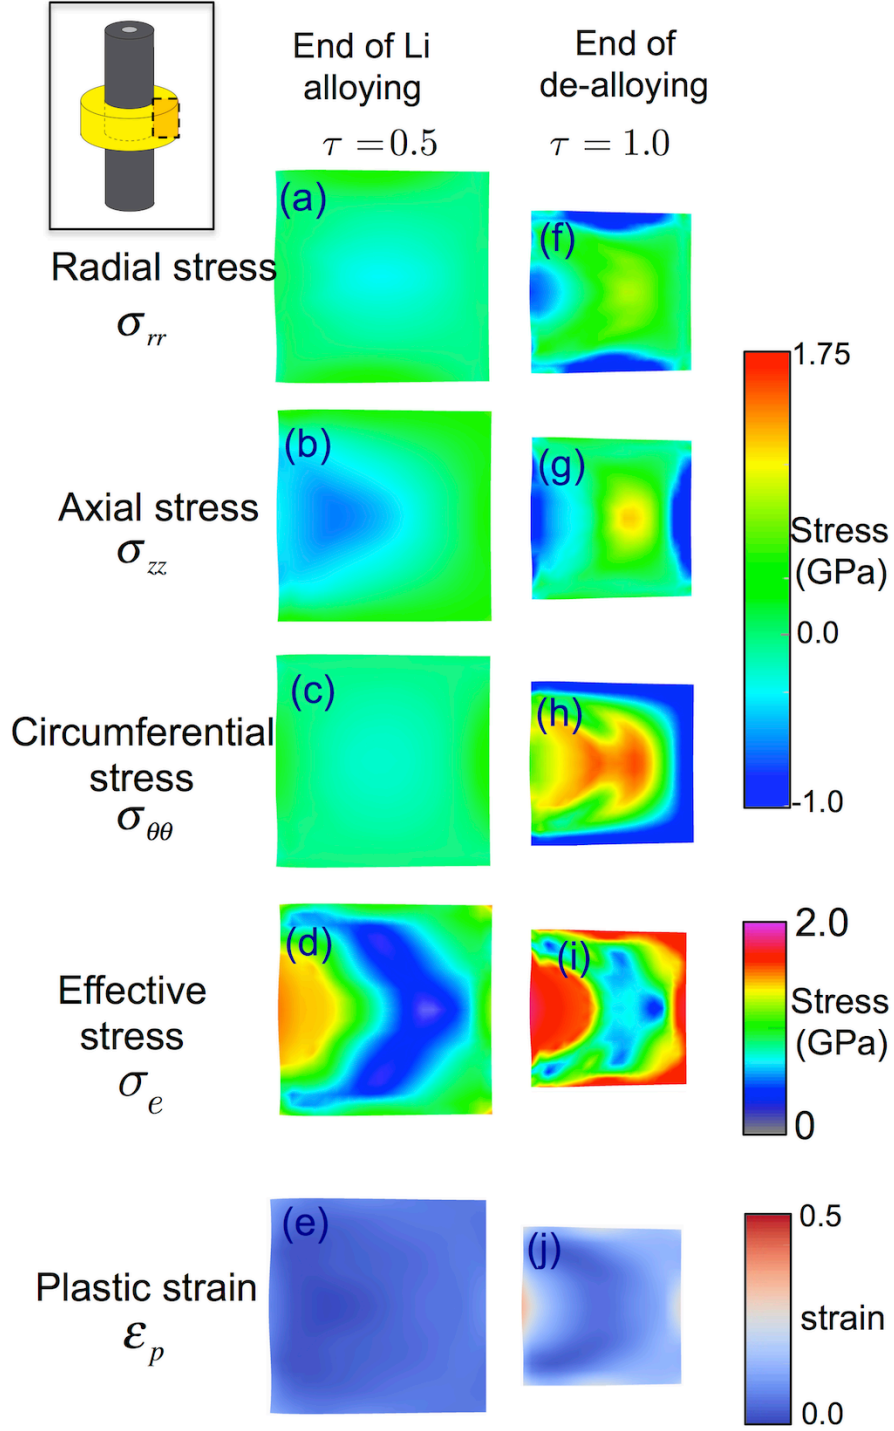 End of Li
alloying
τ = 0.5
End of
de-alloying
τ = 1.0
Radial stress
σrr
(a)
(f)
Axial stress
σzz
(b)
(g)
Circumferential
stress
σθθ
(c)
(h)
1.75
Stress
(GPa)
0.0
-1.0
Effective
stress
σe
(d)
(i)
2.0
Stress
(GPa)
0
Plastic strain
εp
(e)
(j)
0.5
strain
0.0